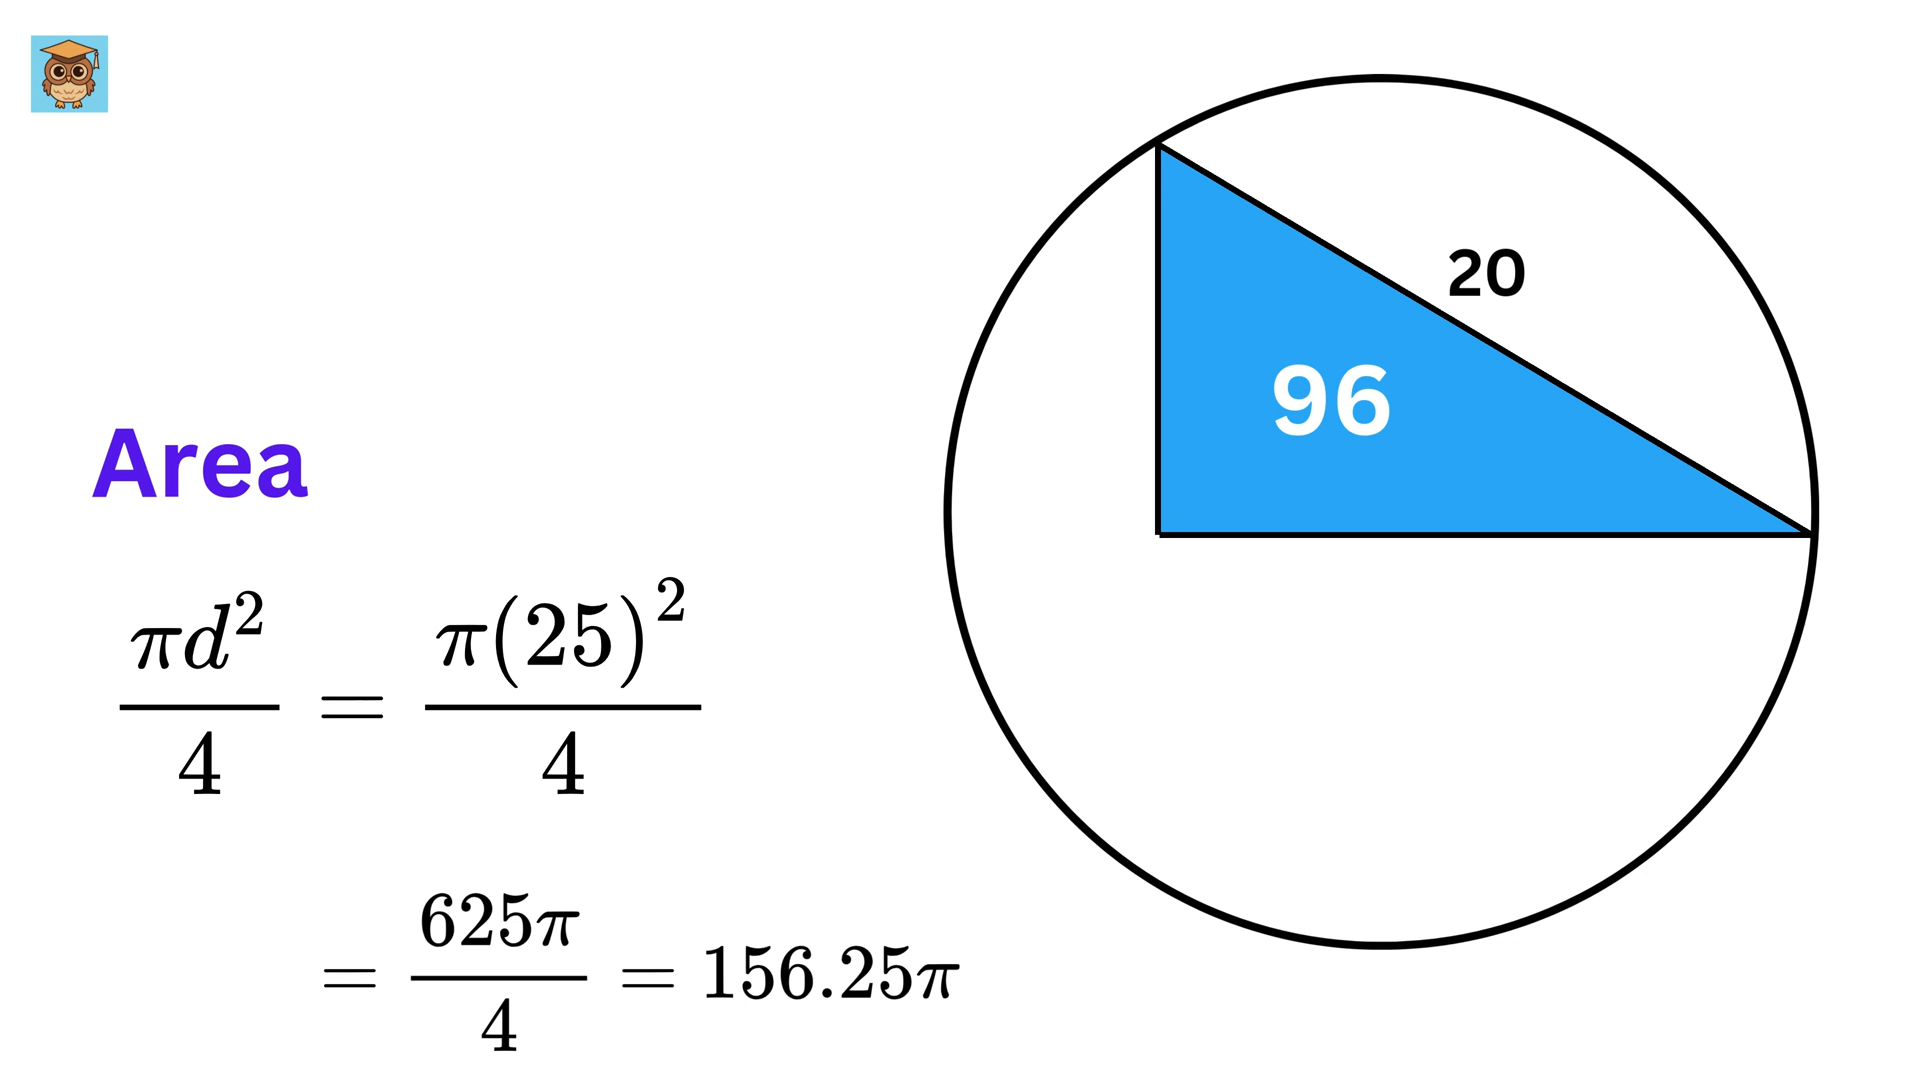 20
96
Area
πd²/4 = π(25)²/4
= 625π/4 = 156.25π